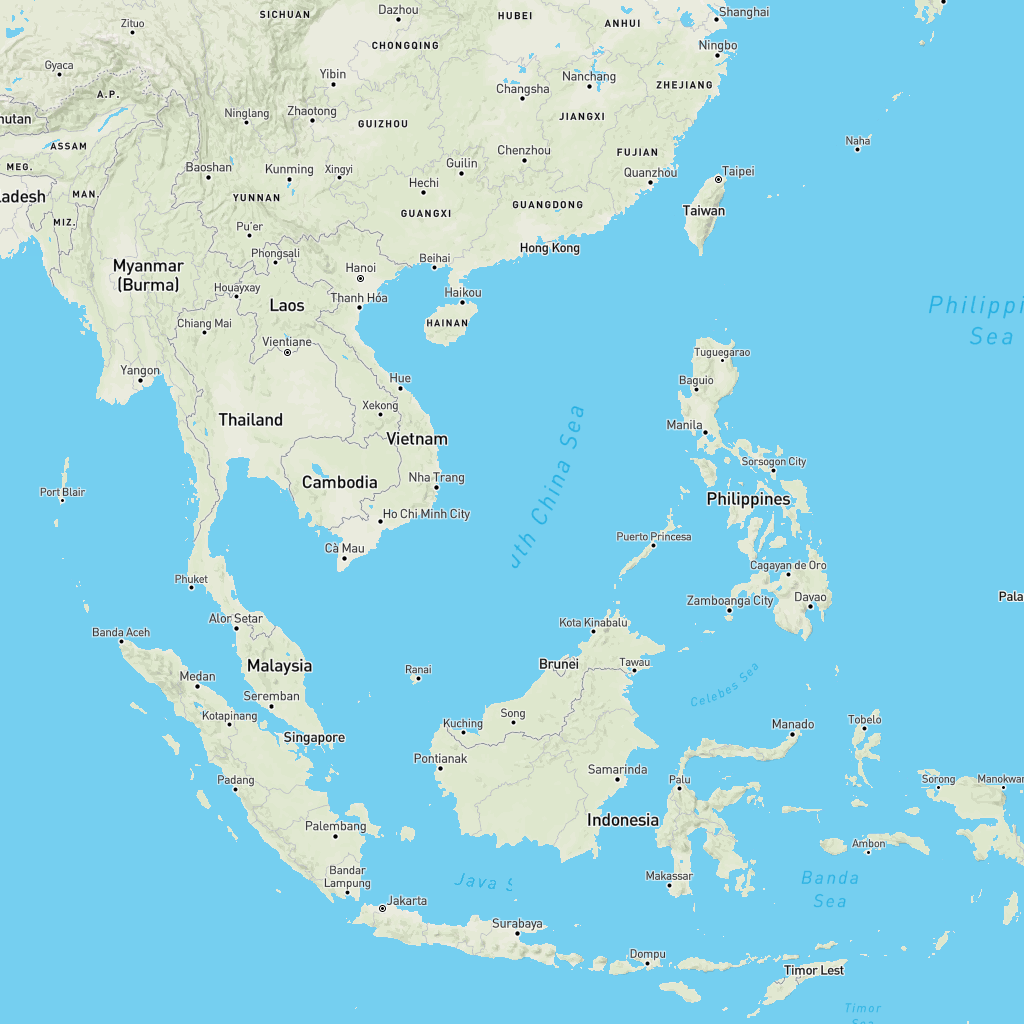 SICHUAN
Dazhou
HUBEI
ANHUI
Shanghai
Zituo
CHONGQING
Ningbo
Gyaca
Yibin
Nanchang
ZHEJIANG
Changsha
A.P.
Ninglang
Zhaotong
GUIZHOU
JIANGXI
hutan
ASSAM
Naha
MEG.
Baoshan
Kunming
Xingyi
Guilin
Chenzhou
FUJIAN
Quanzhou
Taipei
ladesh
MAN.
YUNNAN
Hechi
GUANGXI
GUANGDONG
Taiwan
MIZ.
Pu'er
Phongsali
Hong Kong
Beihai
Myanmar
(Burma)
Hanoi
Houayxay
Laos
Thanh Hóa
Haikou
Philippi
Sea
HAINAN
Chiang Mai
Vientiane
Tuguegarao
Yangon
Hue
Baguio
Xekong
Thailand
Vietnam
Manila
South China Sea
Sorsogon City
Cambodia
Nha Trang
Port Blair
Philippines
Ho Chi Minh City
Cà Mau
Puerto Princesa
Cagayan de Oro
Phuket
Davao
Pala
Zamboanga City
Alor Setar
Kota Kinabalu
Banda Aceh
Malaysia
Brunei
Tawau
Ranai
Celebes Sea
Medan
Seremban
Kotapinang
Song
Kuching
Manado
Tobelo
Singapore
Pontianak
Samarinda
Palu
Padang
Sorong
Manokwar
Indonesia
Palembang
Ambon
Bandar
Lampung
Java S
Makassar
Banda
Sea
Jakarta
Surabaya
Dompu
Timor Lest
Timor
Sea